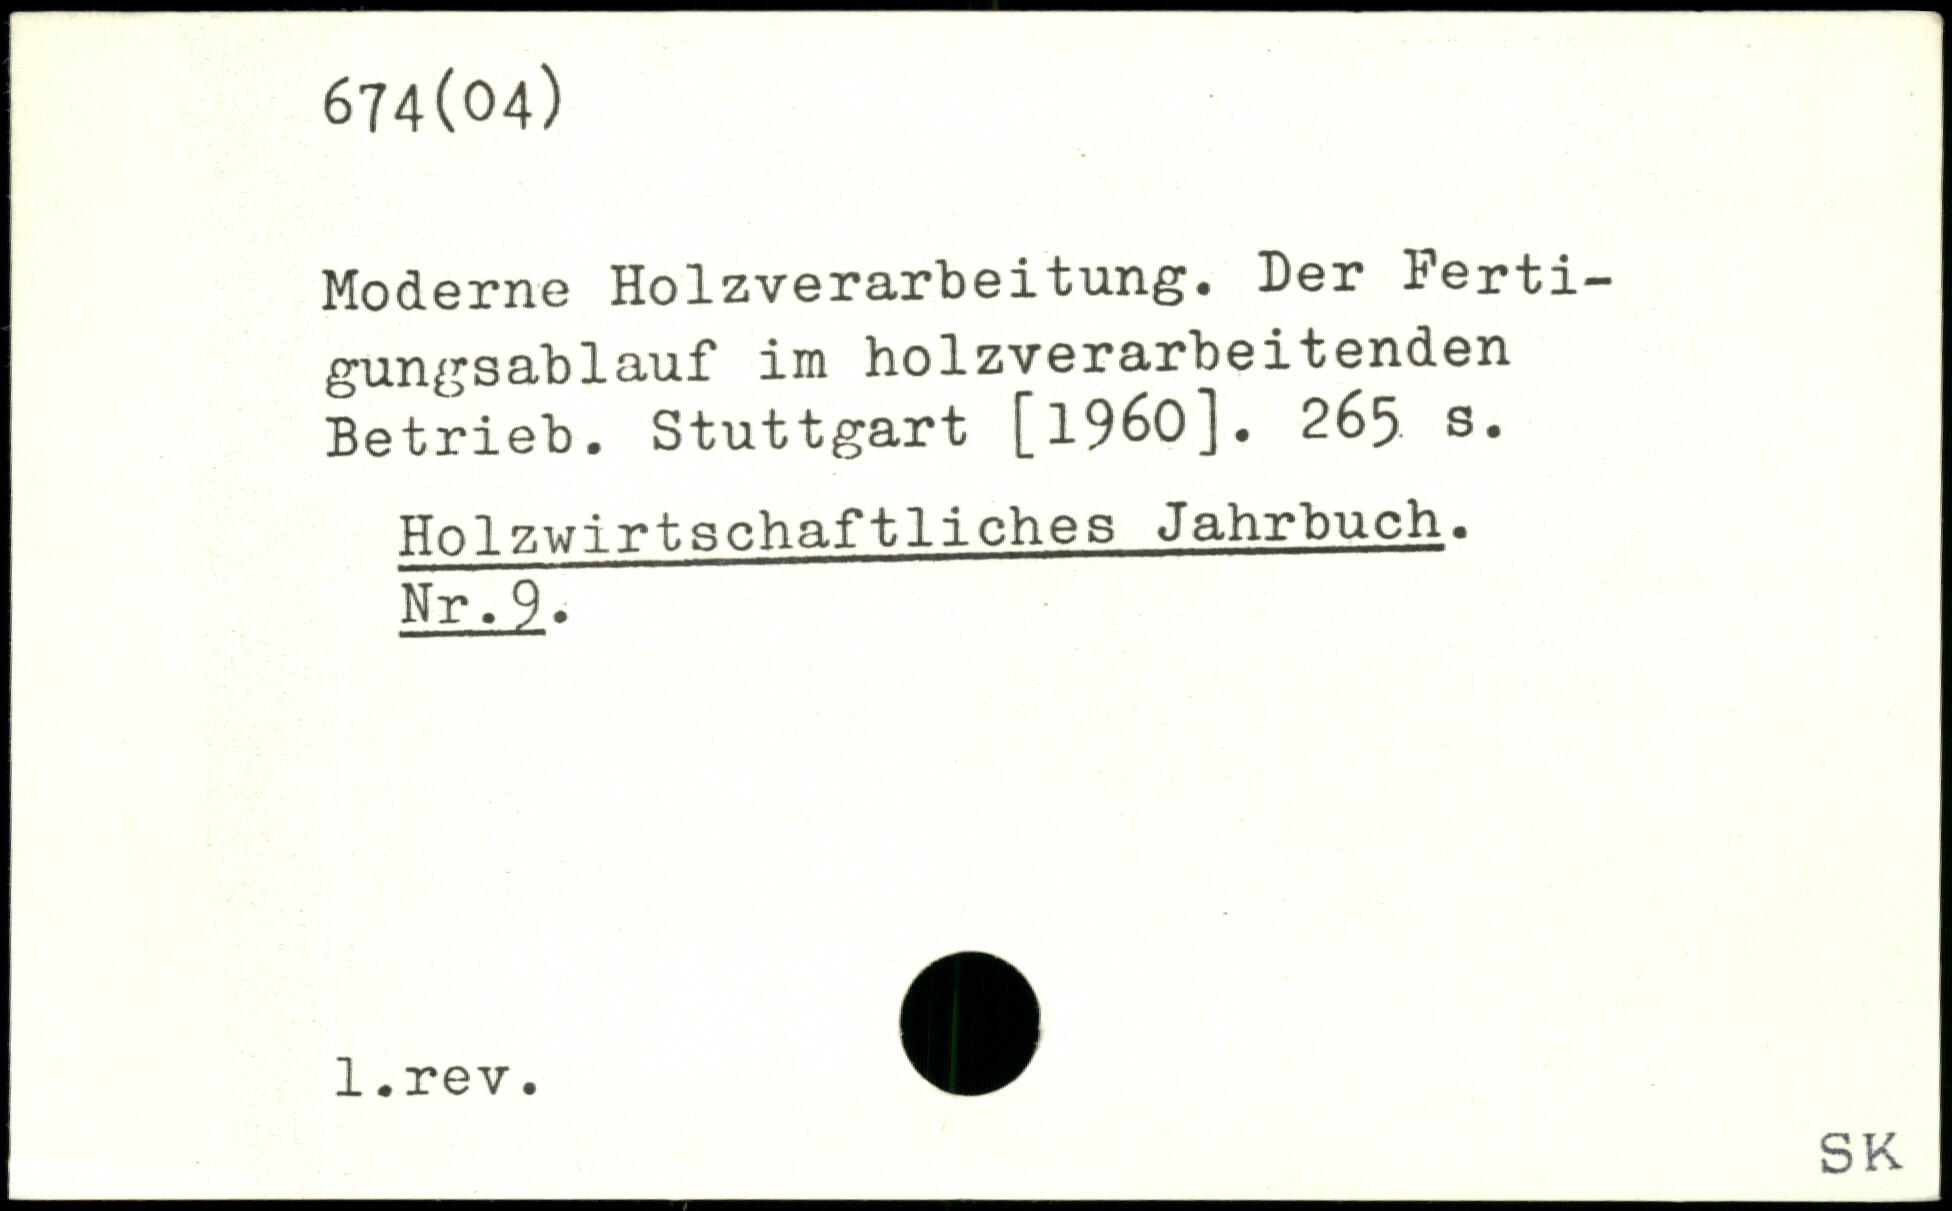 674(04)
Moderne Holzverarbeitung. Der Ferti-
gungsablauf im holzverarbeitenden
Betrieb. Stuttgart [1960]. 265 s.
Holzwirtschaftliches Jahrbuch.
Nr.9.
1.rev.
SK